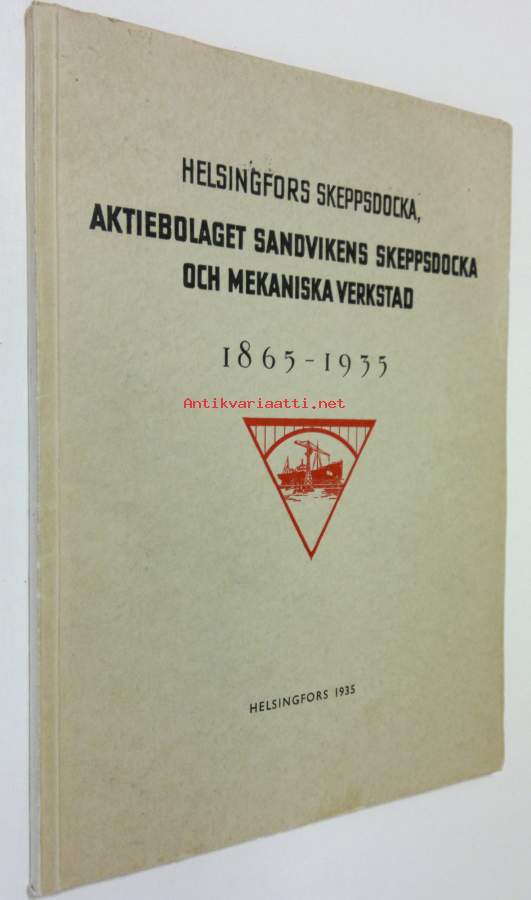 HELSINGFORS SKEPPSDOCKA,
AKTIEBOLAGET SANDVIKENS SKEPPSDOCKA
OCH MEKANISKA VERKSTAD
1865-1935
Antikvariaatti.net
HELSINGFORS 1935